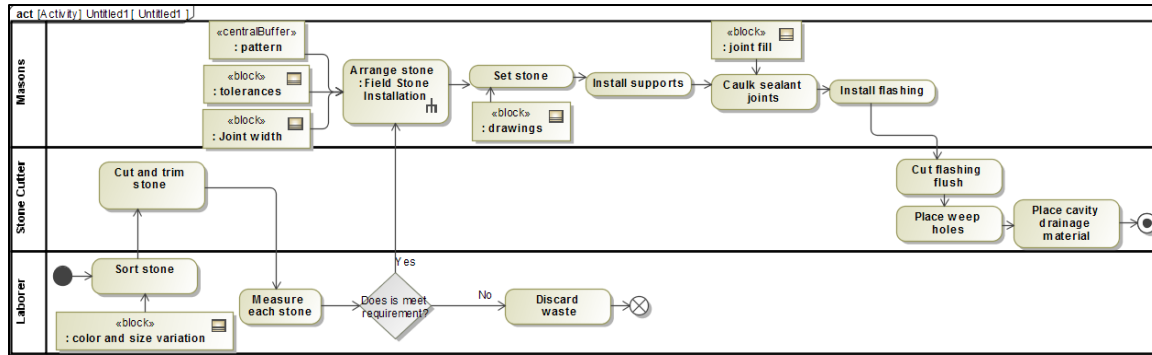 act [Activity] Untitled1[ Untitled1 ]
Masons
«centralBuffer»
: pattern
«block»
: tolerances
«block»
: Joint width
Arrange stone
: Field Stone
Installation
Set stone
«block»
: drawings
Install supports
«block»
: joint fill
Caulk sealant
joints
Install flashing
Stone Cutter
Cut and trim
stone
Cut flashing
flush
Place weep
holes
Place cavity
drainage
material
Laborer
Sort stone
«block»
: color and size variation
Measure
each stone
Yes
Does is meet
requirement?
No
Discard
waste